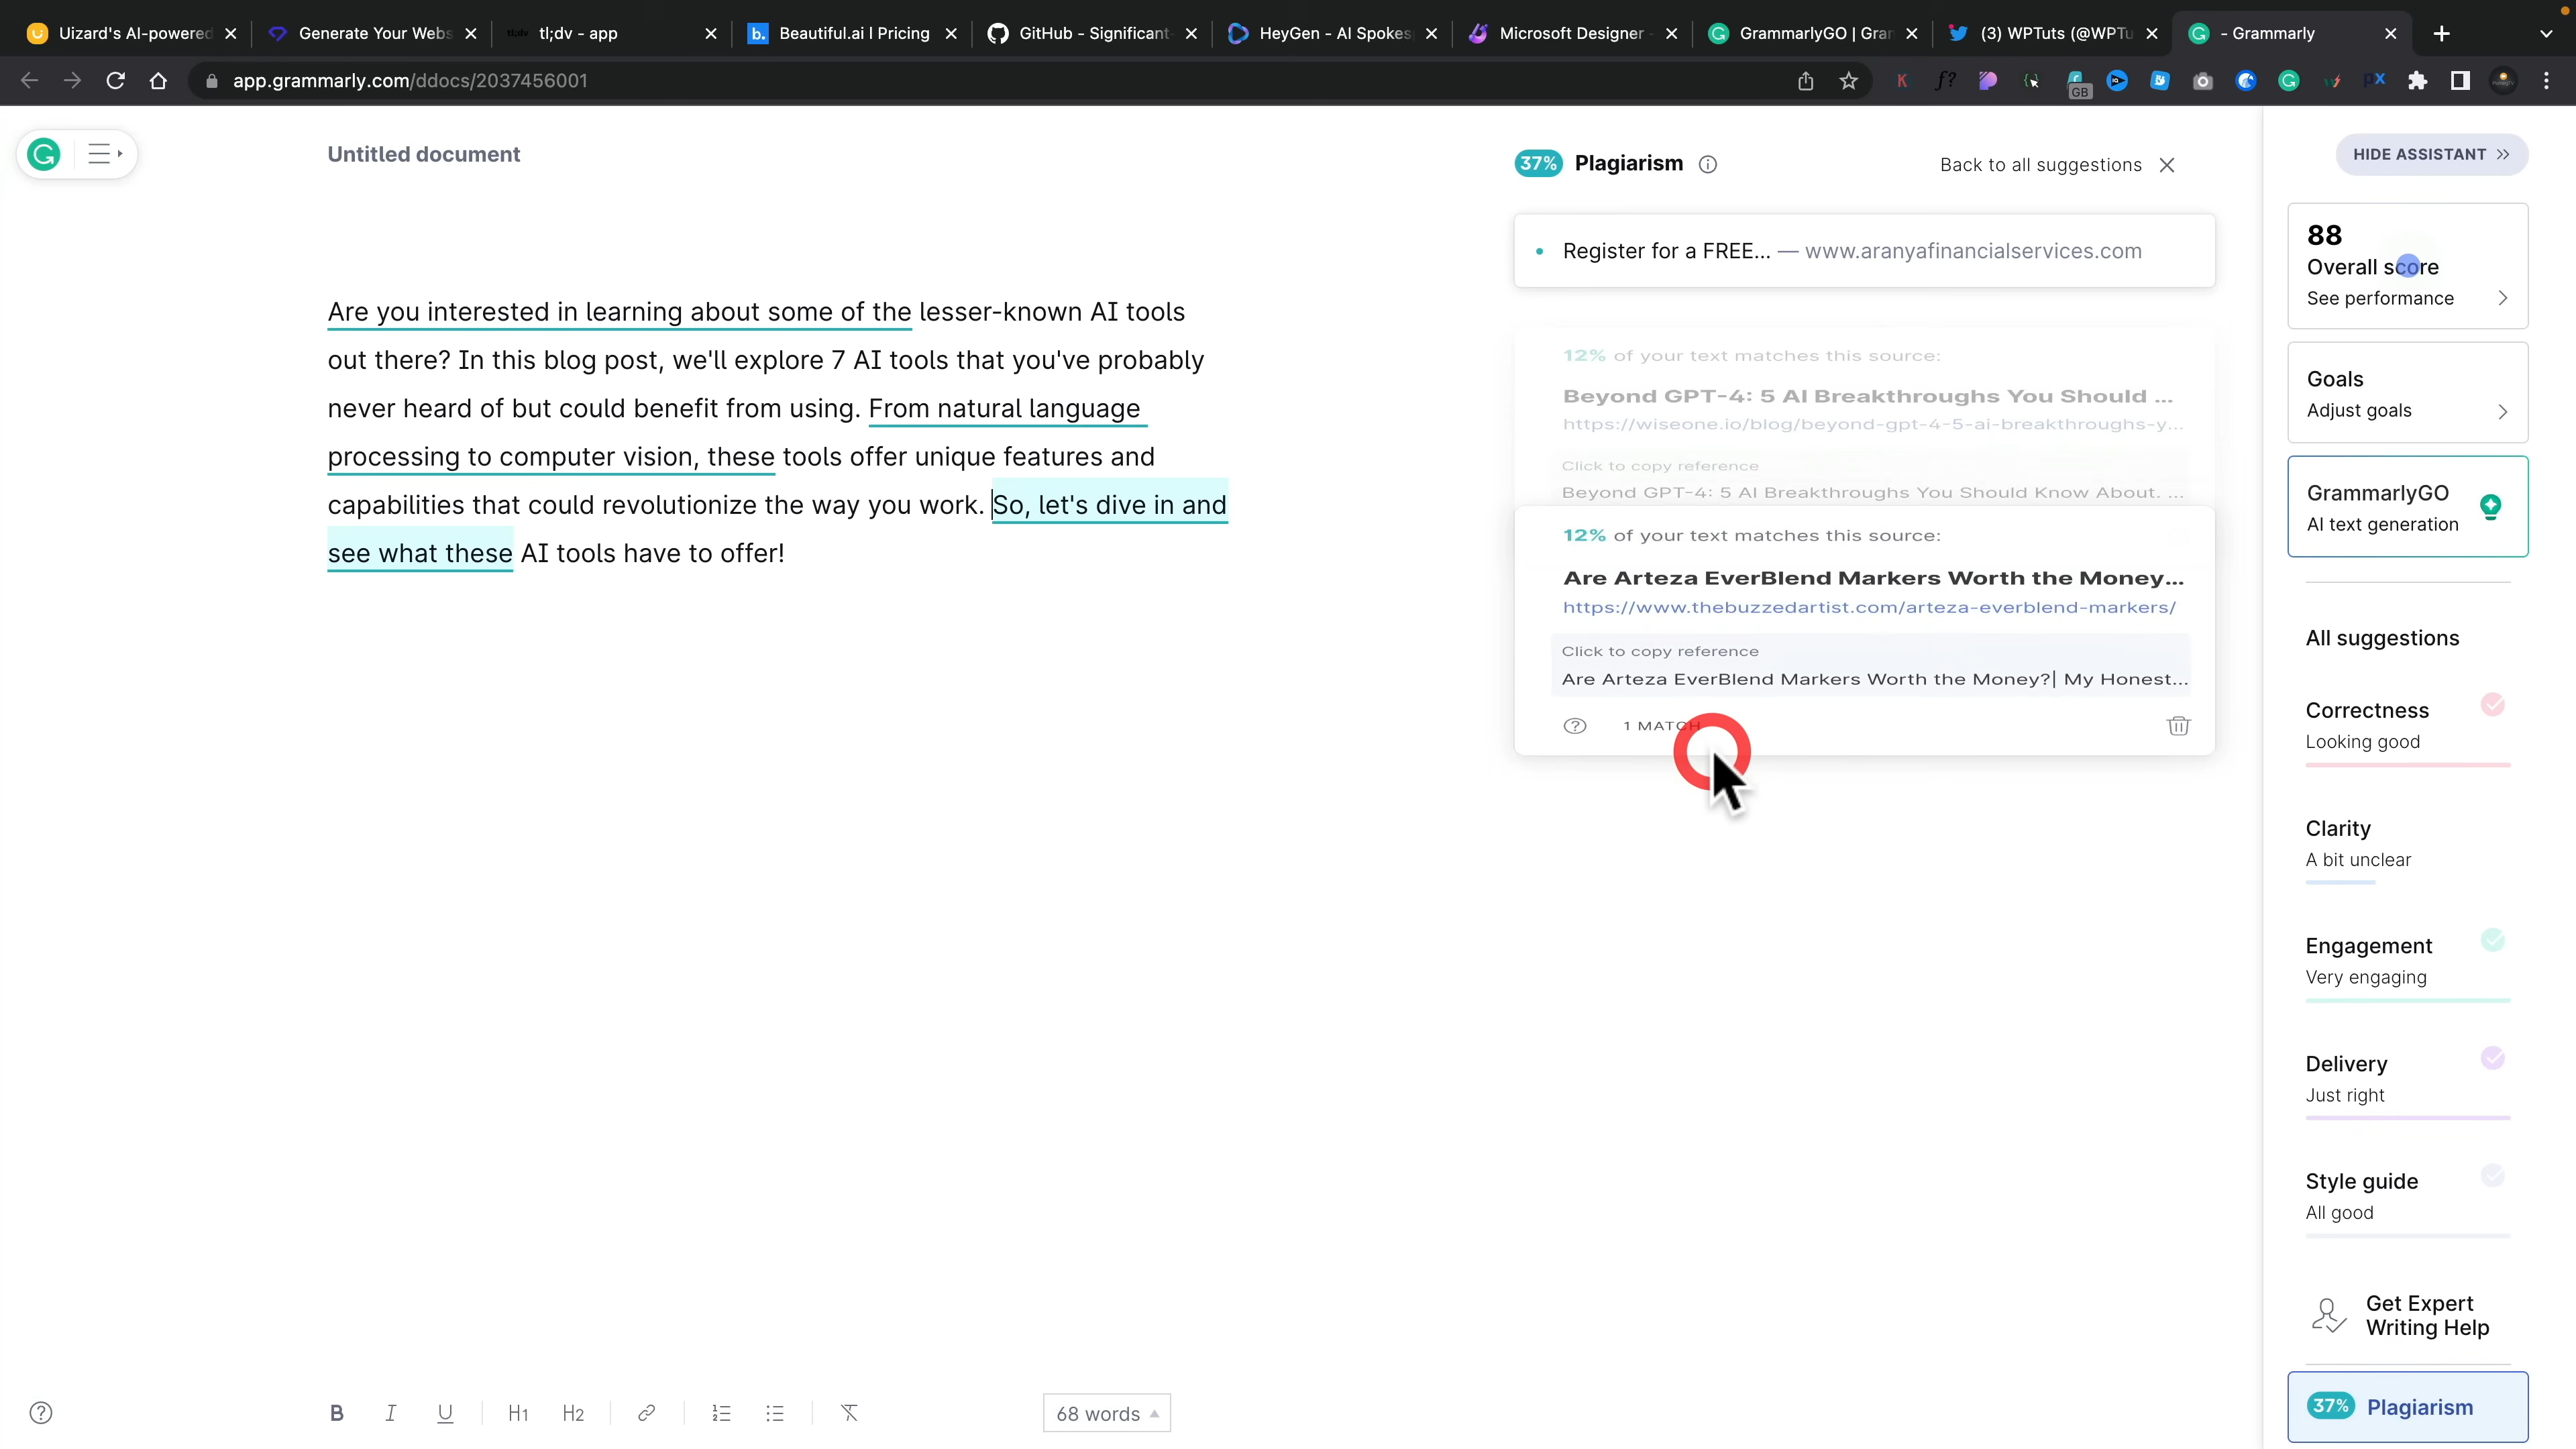 Uizard's AI-powered
Generate Your Webs
tl;dv - app
Beautiful.ai | Pricing
GitHub - Significant-
HeyGen - AI Spokes
Microsoft Designer -
GrammarlyGO | Gran
(3) WPTuts (@WPTu
- Grammarly
app.grammarly.com/ddocs/2037456001
GB
Untitled document
Are you interested in learning about some of the lesser-known AI tools
out there? In this blog post, we'll explore 7 AI tools that you've probably
never heard of but could benefit from using. From natural language
processing to computer vision, these tools offer unique features and
capabilities that could revolutionize the way you work. So, let's dive in and
see what these AI tools have to offer!
B I U H1 H2
68 words
37% Plagiarism
Back to all suggestions
Register for a FREE... — www.aranyafinancialservices.com
12% of your text matches this source:
Beyond GPT-4: 5 AI Breakthroughs You Should ...
https://wiseone.io/blog/beyond-gpt-4-5-ai-breakthroughs-y...
Click to copy reference
Beyond GPT-4: 5 AI Breakthroughs You Should Know About. ...
12% of your text matches this source:
Are Arteza EverBlend Markers Worth the Money...
https://www.thebuzzedartist.com/arteza-everblend-markers/
Click to copy reference
Are Arteza EverBlend Markers Worth the Money?| My Honest...
1 MATCH
HIDE ASSISTANT
88
Overall score
See performance
Goals
Adjust goals
GrammarlyGO
AI text generation
All suggestions
Correctness
Looking good
Clarity
A bit unclear
Engagement
Very engaging
Delivery
Just right
Style guide
All good
Get Expert
Writing Help
37% Plagiarism